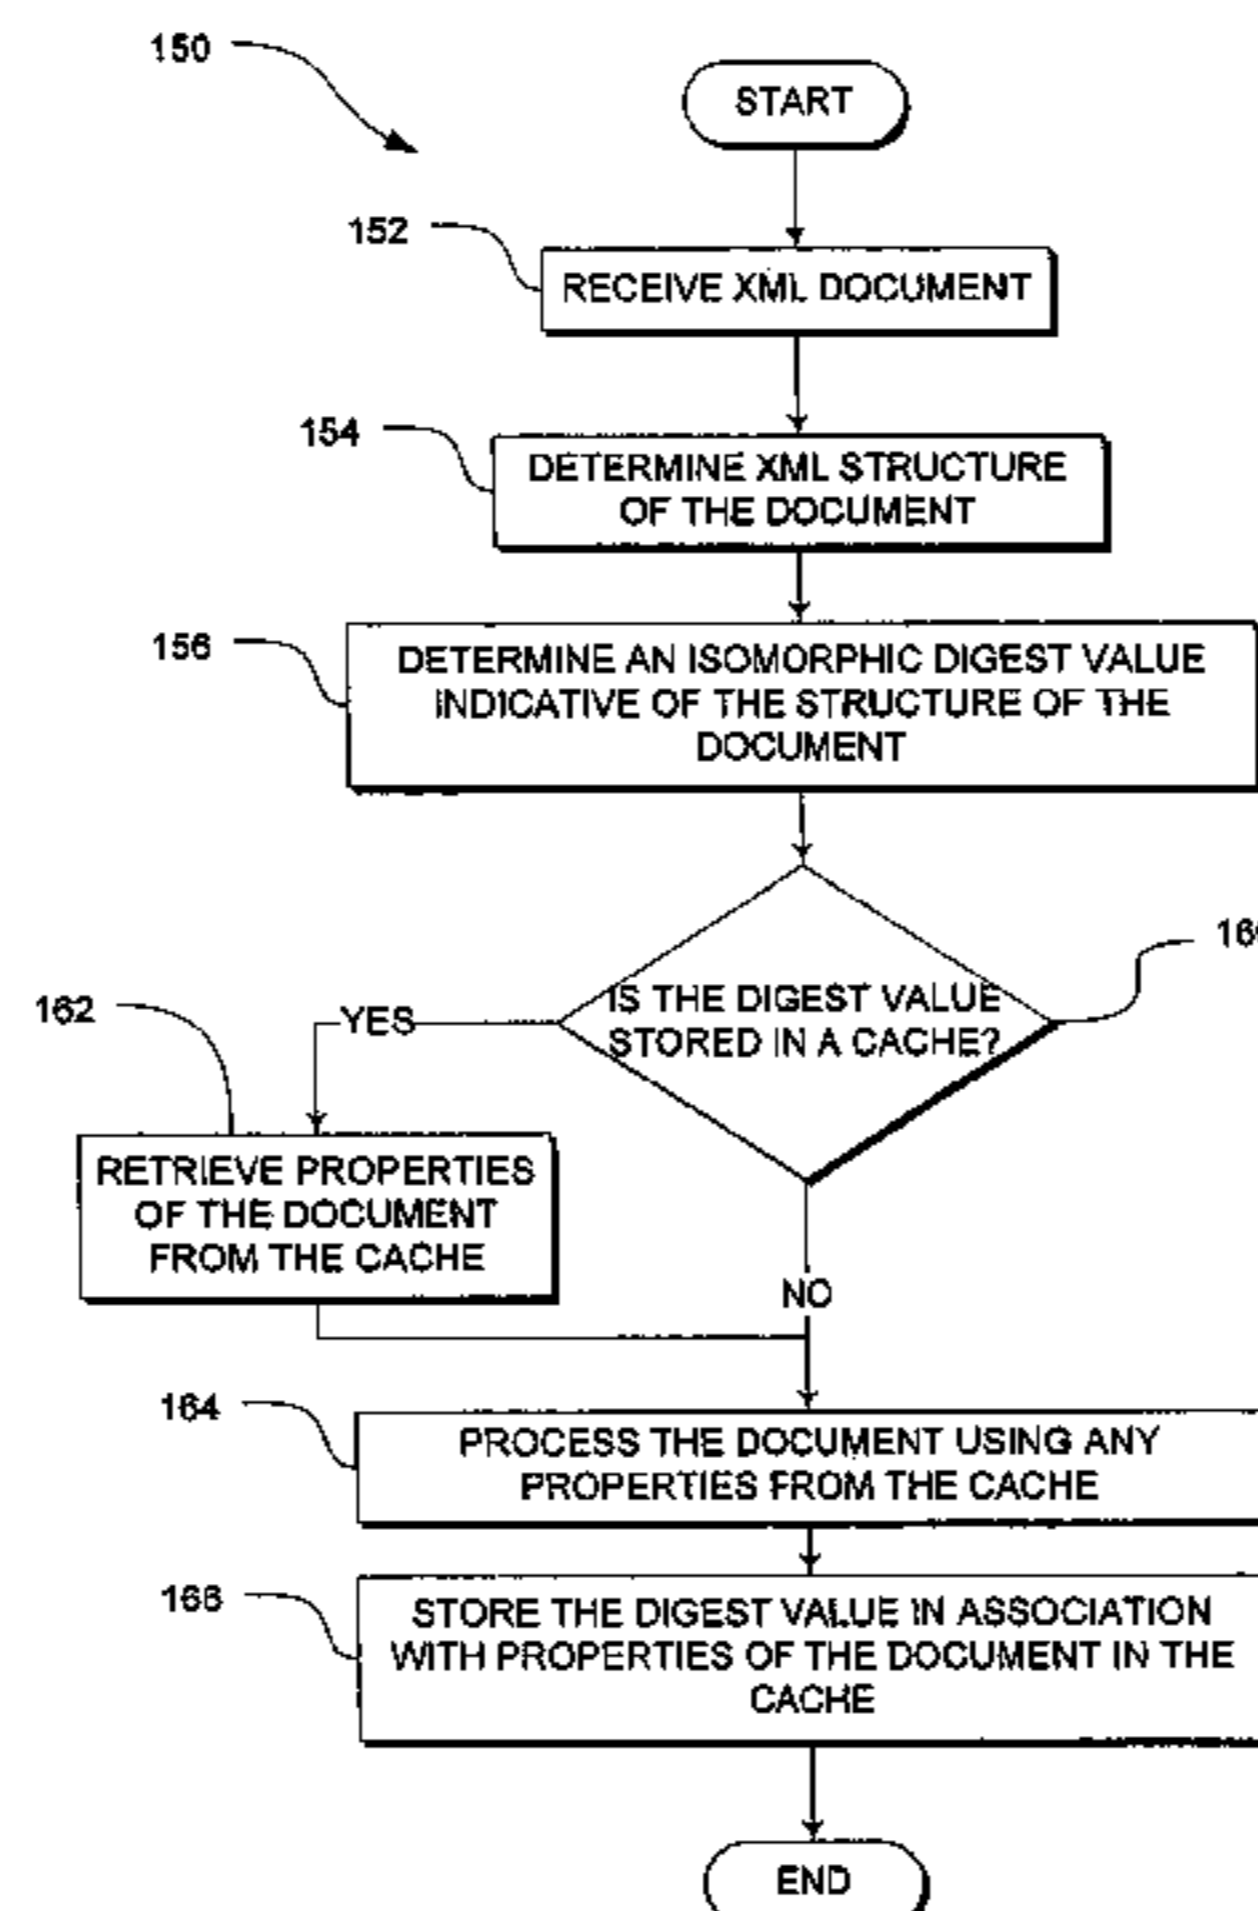 150
START
152
RECEIVE XML DOCUMENT
154
DETERMINE XML STRUCTURE
OF THE DOCUMENT
156
DETERMINE AN ISOMORPHIC DIGEST VALUE
INDICATIVE OF THE STRUCTURE OF THE
DOCUMENT
IS THE DIGEST VALUE
STORED IN A CACHE?
162
YES
RETRIEVE PROPERTIES
OF THE DOCUMENT
FROM THE CACHE
NO
164
PROCESS THE DOCUMENT USING ANY
PROPERTIES FROM THE CACHE
166
STORE THE DIGEST VALUE IN ASSOCIATION
WITH PROPERTIES OF THE DOCUMENT IN THE
CACHE
END